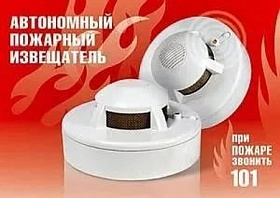 АВТОНОМНЫЙ
ПОЖАРНЫЙ
ИЗВЕЩАТЕЛЬ
при
ПОЖАРЕ
ЗВОНИТЬ
101